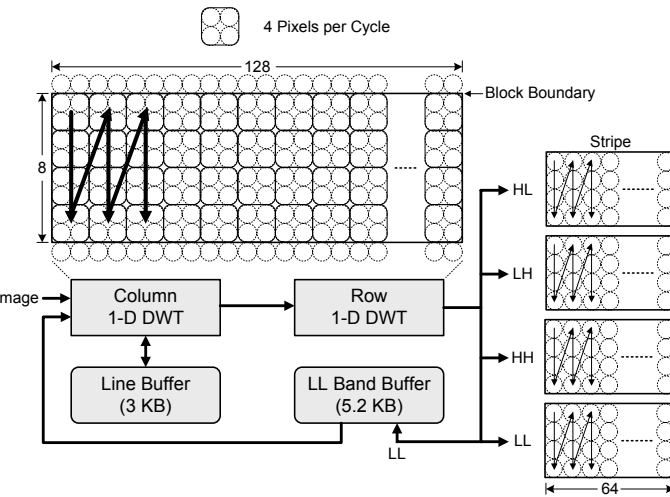 4 Pixels per Cycle
128
Block Boundary
8
Stripe
HL
LH
HH
LL
mage
Column
1-D DWT
Row
1-D DWT
Line Buffer
(3 KB)
LL Band Buffer
(5.2 KB)
LL
64